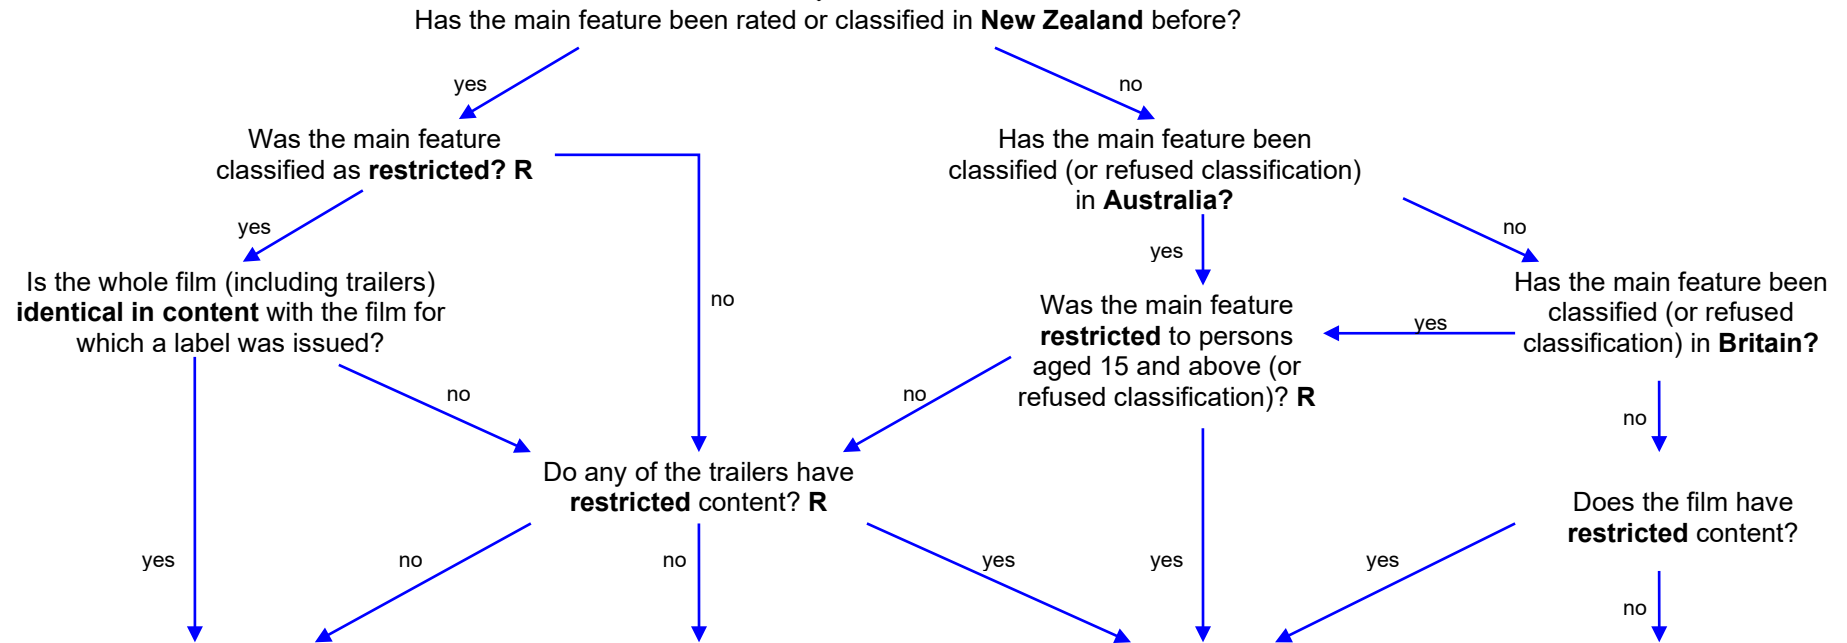 Has the main feature been rated or classified in New Zealand before?
yes
no
Was the main feature
classified as restricted? R
Has the main feature been
classified (or refused classification)
in Australia?
yes
no
yes
no
Is the whole film (including trailers)
identical in content with the film for
which a label was issued?
no
Was the main feature
restricted to persons
aged 15 and above (or
refused classification)? R
yes
Has the main feature been
classified (or refused
classification) in Britain?
no
no
no
Do any of the trailers have
restricted content? R
Does the film have
restricted content?
yes
no
no
yes
yes
yes
no